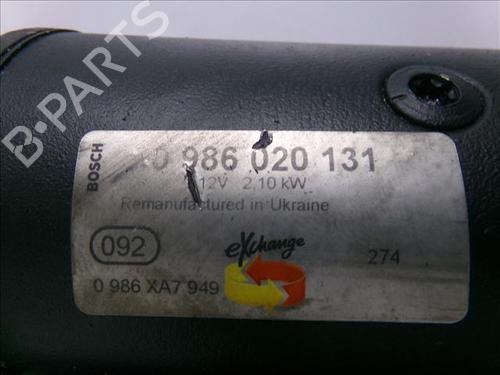 B-PARTS
BOSCH
0 986 020 131
12V 2,10 kW
Remanufactured in Ukraine
092
eXchange
274
0 986 XA7 949